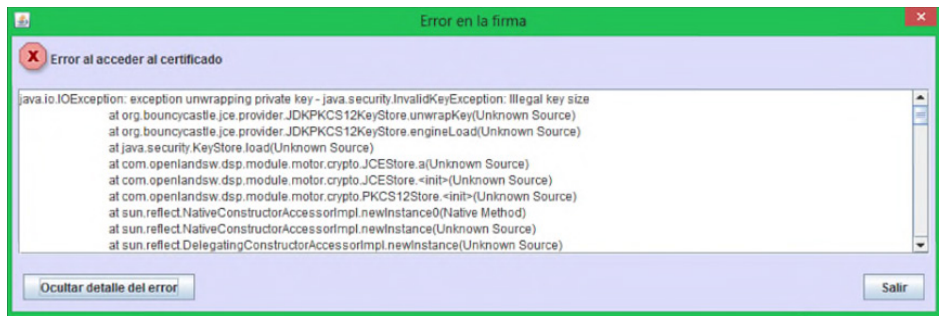 Error en la firma
Error al acceder al certificado
java.io.IOException: exception unwrapping private key - java.security.InvalidKeyException: Illegal key size
at org.bouncycastle.jce.provider.JDKPKCS12KeyStore.unwrapKey(Unknown Source)
at org.bouncycastle.jce.provider.JDKPKCS12KeyStore.engineLoad(Unknown Source)
at java.security.KeyStore.load(Unknown Source)
at com.openlandsw.dsp.module.motor.crypto.JCEStore.a(Unknown Source)
at com.openlandsw.dsp.module.motor.crypto.JCEStore.<init>(Unknown Source)
at com.openlandsw.dsp.module.motor.crypto.PKCS12Store.<init>(Unknown Source)
at sun.reflect.NativeConstructorAccessorImpl.newInstance0(Native Method)
at sun.reflect.NativeConstructorAccessorImpl.newInstance(Unknown Source)
at sun.reflect.DelegatingConstructorAccessorImpl.newInstance(Unknown Source)
Ocultar detalle del error
Salir